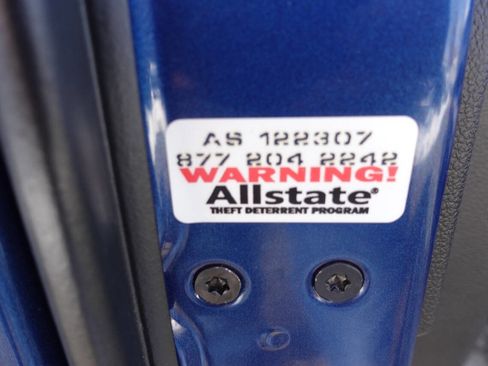 AS 122307
877 204 2242
WARNING!
Allstate®
THEFT DETERRENT PROGRAM